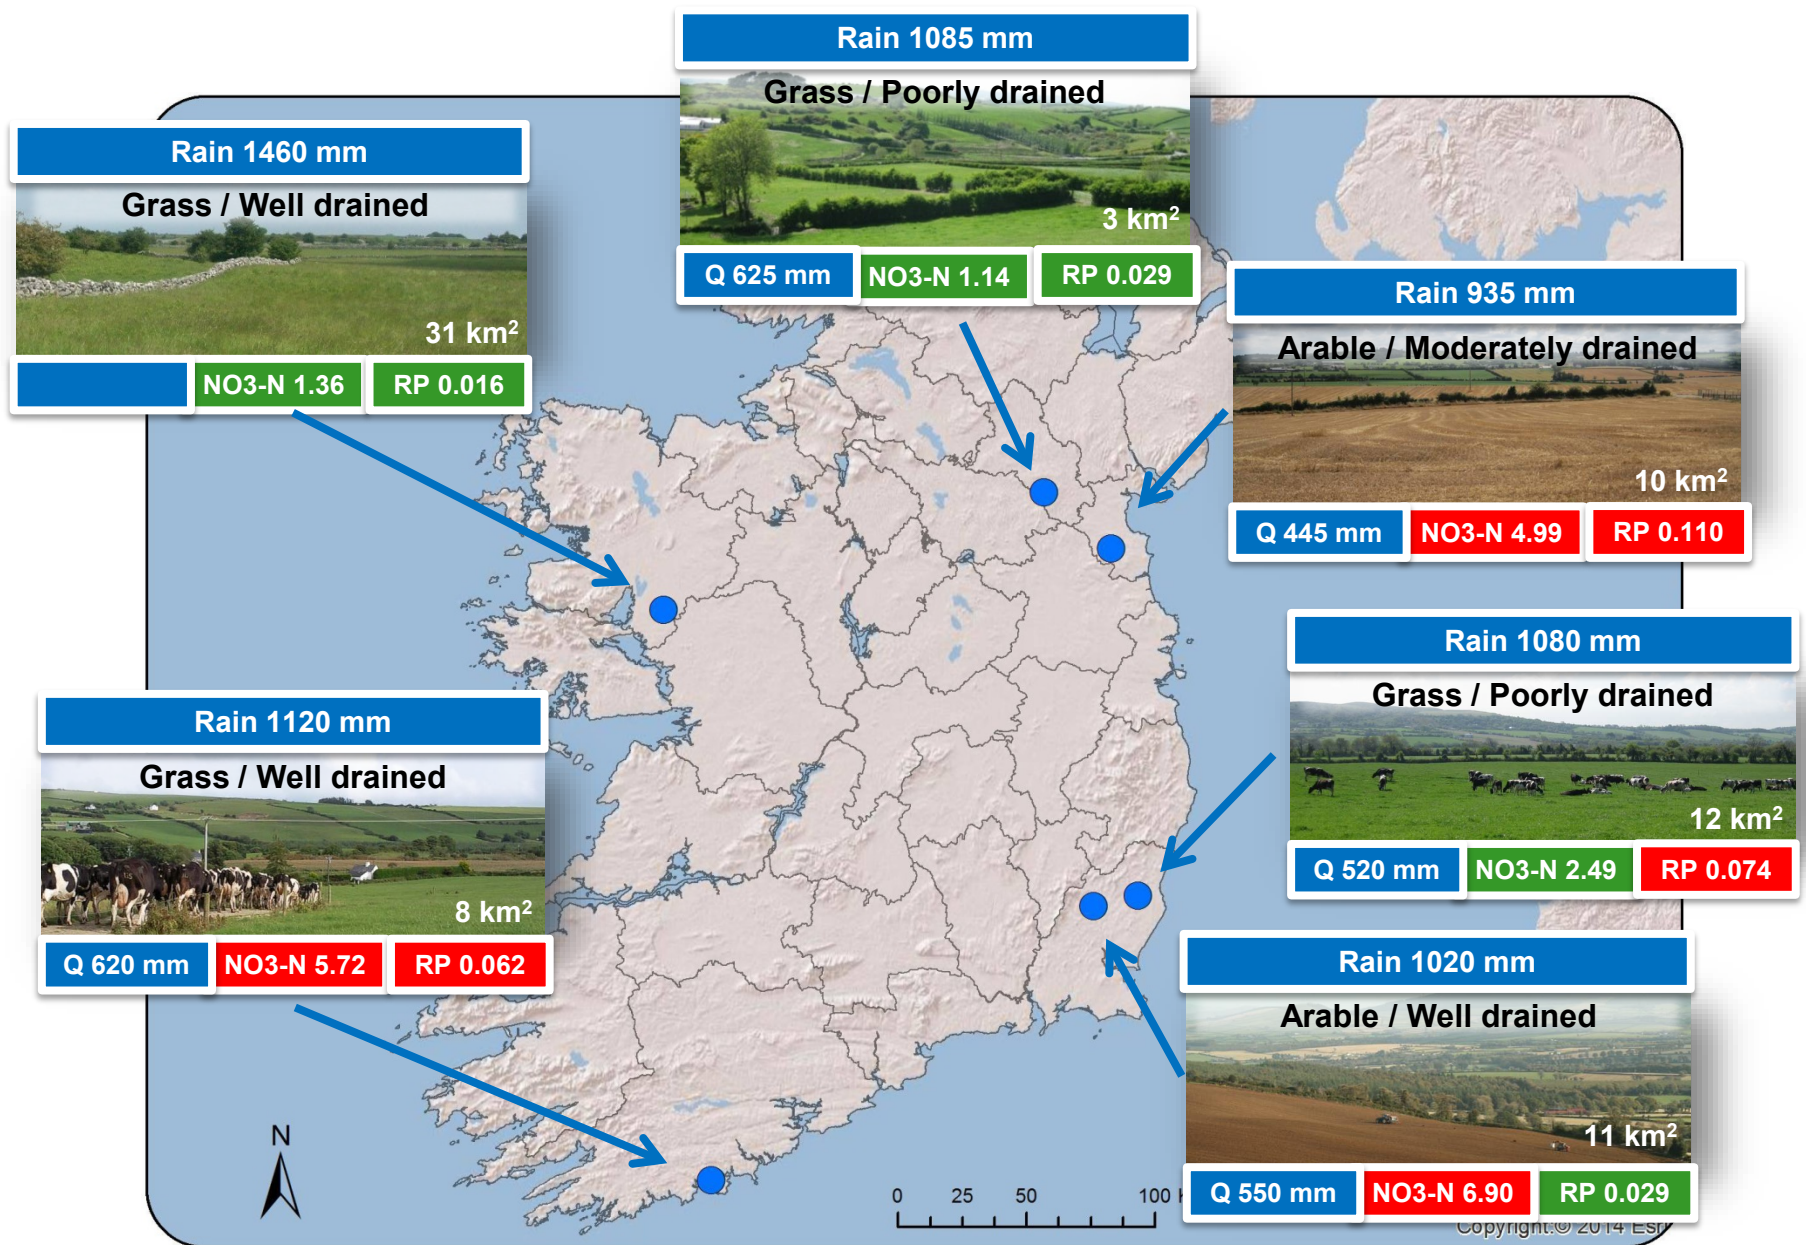 Rain 1085 mm
Grass / Poorly drained
3 km²
Q 625 mm
NO3-N 1.14
RP 0.029
Rain 1460 mm
Grass / Well drained
31 km²
NO3-N 1.36
RP 0.016
Rain 935 mm
Arable / Moderately drained
10 km²
Q 445 mm
NO3-N 4.99
RP 0.110
Rain 1080 mm
Grass / Poorly drained
12 km²
Q 520 mm
NO3-N 2.49
RP 0.074
Rain 1120 mm
Grass / Well drained
8 km²
Q 620 mm
NO3-N 5.72
RP 0.062
Rain 1020 mm
Arable / Well drained
11 km²
Q 550 mm
NO3-N 6.90
RP 0.029
N
0 25 50 100
Copyright:© 2014 Esri